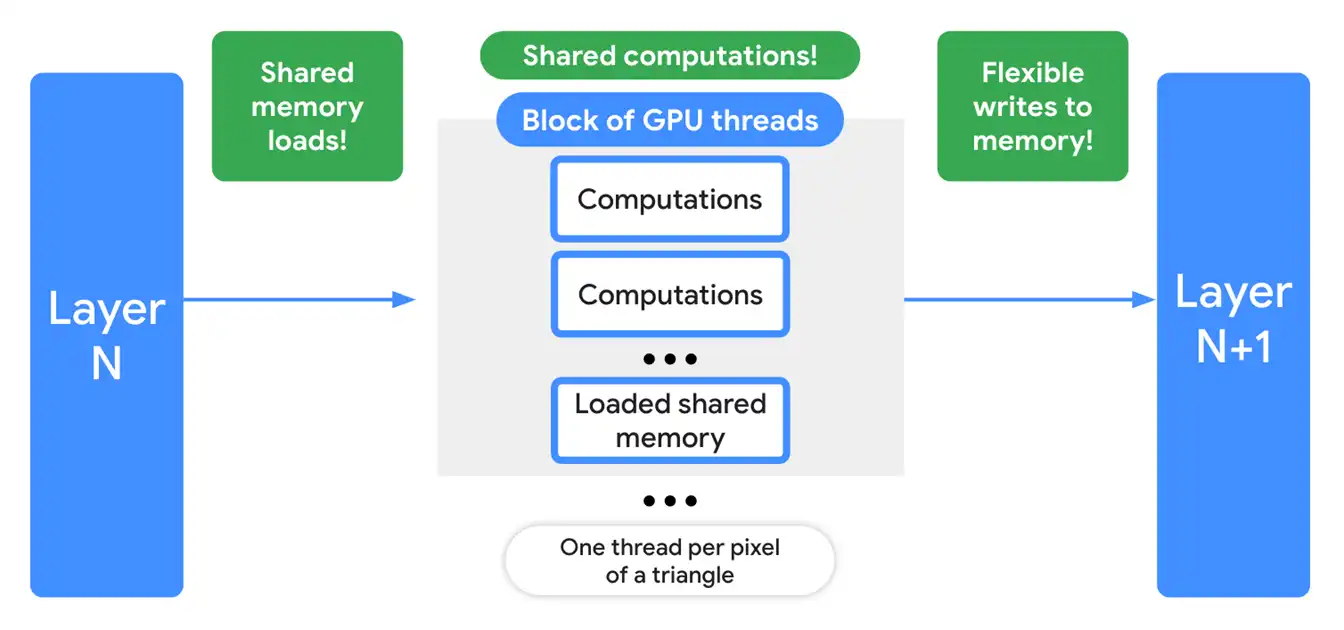 Layer
N
Shared
memory
loads!
Shared computations!
Block of GPU threads
Computations
Computations
•••
Loaded shared
memory
•••
One thread per pixel
of a triangle
Flexible
writes to
memory!
Layer
N+1